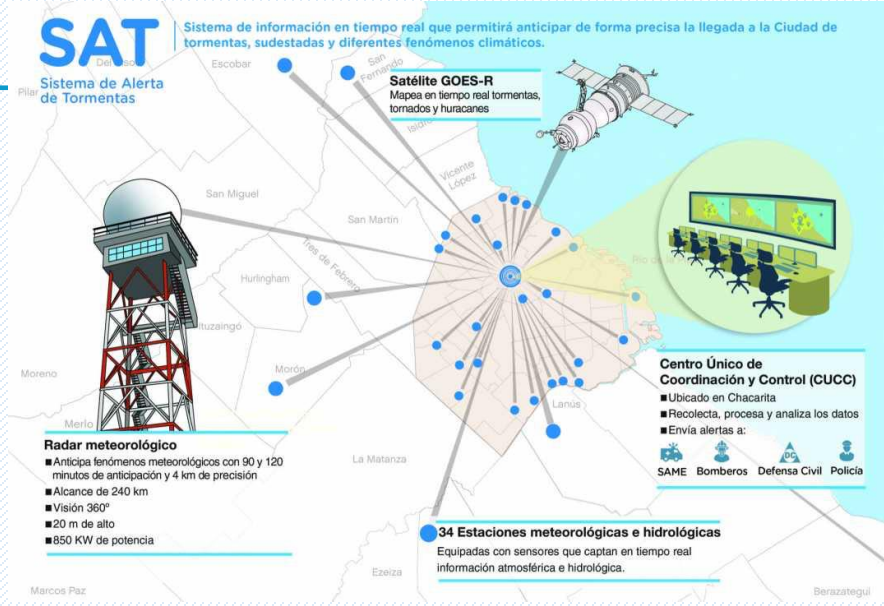 SAT
Sistema de información en tiempo real que permitirá anticipar de forma precisa la llegada a la Ciudad de
tormentas, sudestadas y diferentes fenómenos climáticos.
Sistema de Alerta
de Tormentas
Pilar
Escobar
San
Fernando
Satélite GOES-R
Mapea en tiempo real tormentas,
tornados y huracanes
Vicente
López
San Miguel
San Martín
Tres de Febrero
Hurlingham
Ituzaingó
Moreno
Morón
Merlo
Lanús
La Matanza
Centro Único de
Coordinación y Control (CUCC)
Ubicado en Chacarita
Recolecta, procesa y analiza los datos
Envía alertas a:
SAME
Bomberos
DC
Defensa Civil
Policía
Radar meteorológico
Anticipa fenómenos meteorológicos con 90 y 120
minutos de anticipación y 4 km de precisión
Alcance de 240 km
Visión 360º
20 m de alto
850 KW de potencia
34 Estaciones meteorológicas e hidrológicas
Equipadas con sensores que captan en tiempo real
información atmosférica e hidrológica.
Ezeiza
Marcos Paz
Berazategui